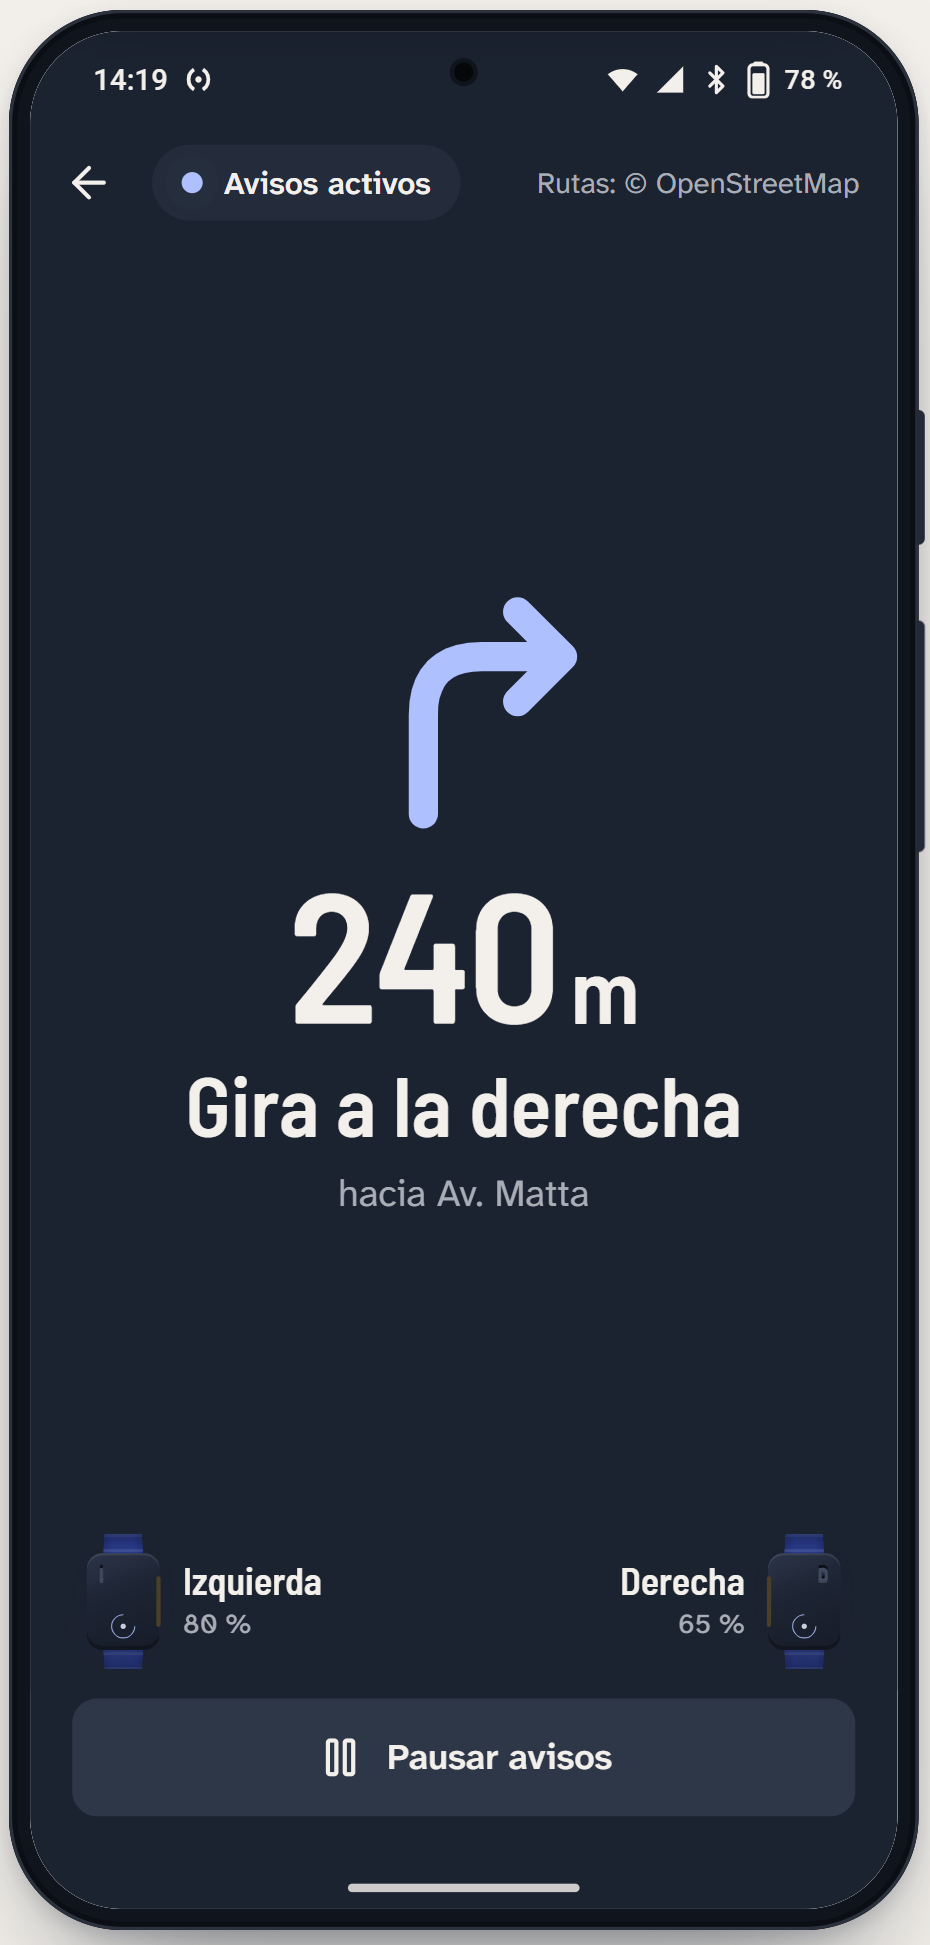 14:19
78 %
Avisos activos
Rutas: © OpenStreetMap
240 m
Gira a la derecha
hacia Av. Matta
Izquierda
80 %
Derecha
65 %
I
D
Pausar avisos